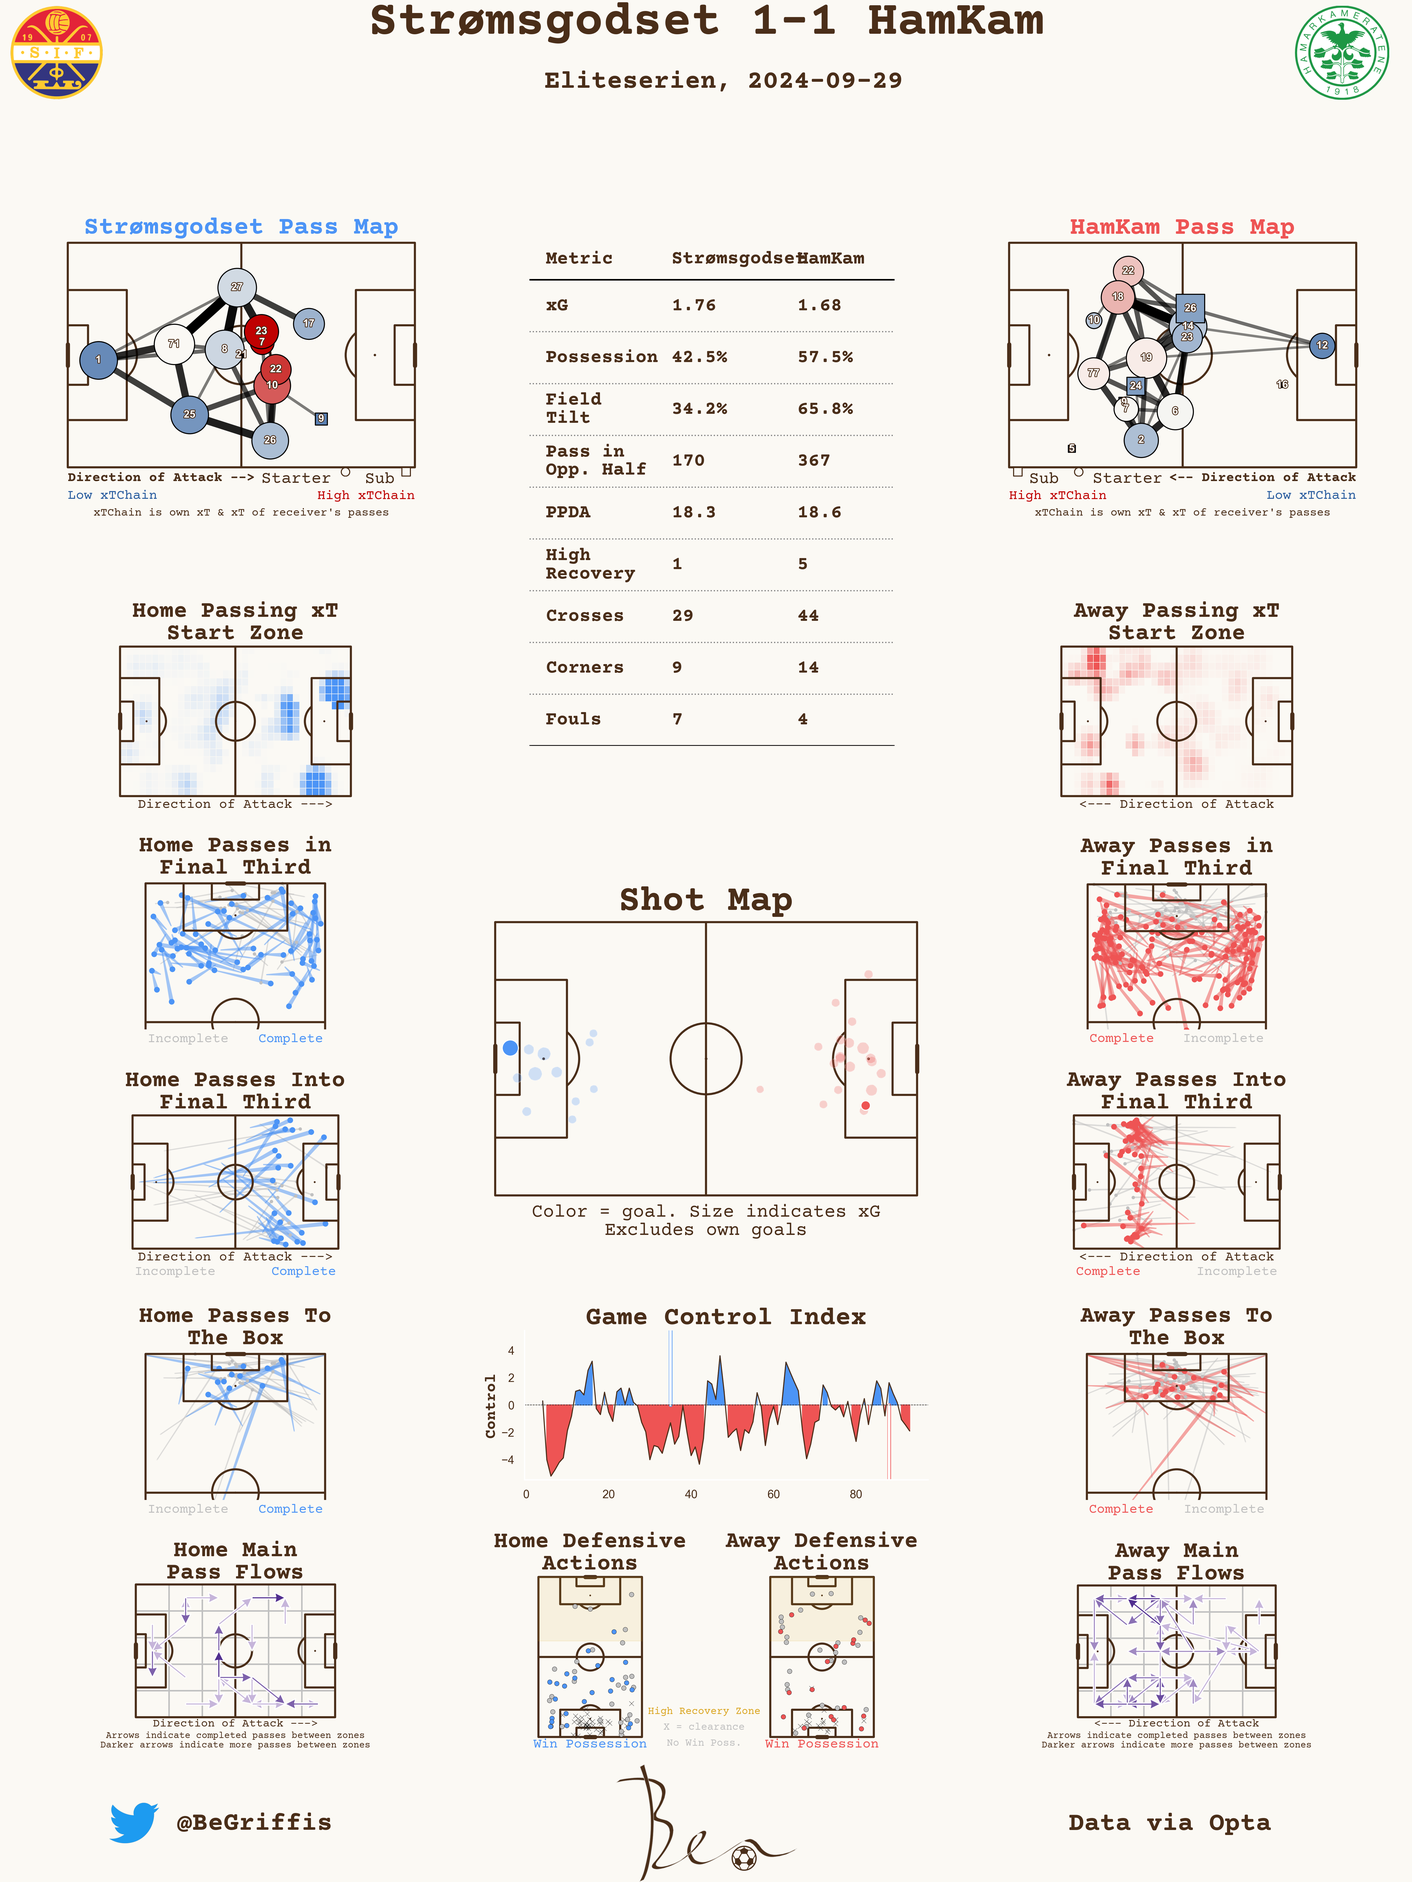 Strømsgodset 1-1 HamKam
Eliteserien, 2024-09-29
19 07
S.I.F
HAMARKAMERATENE
1918
Strømsgodset Pass Map
1 71 27 8 21 23 7 17 22 10 25 26 9
Direction of Attack --> Starter Sub
Low xTChain High xTChain
xTChain is own xT & xT of receiver's passes
Metric Strømsgodset HamKam
xG 1.76 1.68
Possession 42.5% 57.5%
Field
Tilt 34.2% 65.8%
Pass in
Opp. Half 170 367
PPDA 18.3 18.6
High
Recovery 1 5
Crosses 29 44
Corners 9 14
Fouls 7 4
HamKam Pass Map
22 18 10 26 14 23 12 19 77 24 16 9 7 6 2 5
Sub Starter <-- Direction of Attack
High xTChain Low xTChain
xTChain is own xT & xT of receiver's passes
Home Passing xT
Start Zone
Direction of Attack --->
Away Passing xT
Start Zone
<--- Direction of Attack
Home Passes in
Final Third
Incomplete Complete
Away Passes in
Final Third
Complete Incomplete
Shot Map
Color = goal. Size indicates xG
Excludes own goals
Home Passes Into
Final Third
Direction of Attack --->
Incomplete Complete
Away Passes Into
Final Third
<--- Direction of Attack
Complete Incomplete
Home Passes To
The Box
Incomplete Complete
Game Control Index
Control
4
2
0
−2
−4
0 20 40 60 80
Away Passes To
The Box
Complete Incomplete
Home Main
Pass Flows
Direction of Attack --->
Arrows indicate completed passes between zones
Darker arrows indicate more passes between zones
Home Defensive
Actions
Win Possession
High Recovery Zone
X = clearance
No Win Poss.
Away Defensive
Actions
Win Possession
Away Main
Pass Flows
<--- Direction of Attack
Arrows indicate completed passes between zones
Darker arrows indicate more passes between zones
@BeGriffis
Ben
Data via Opta